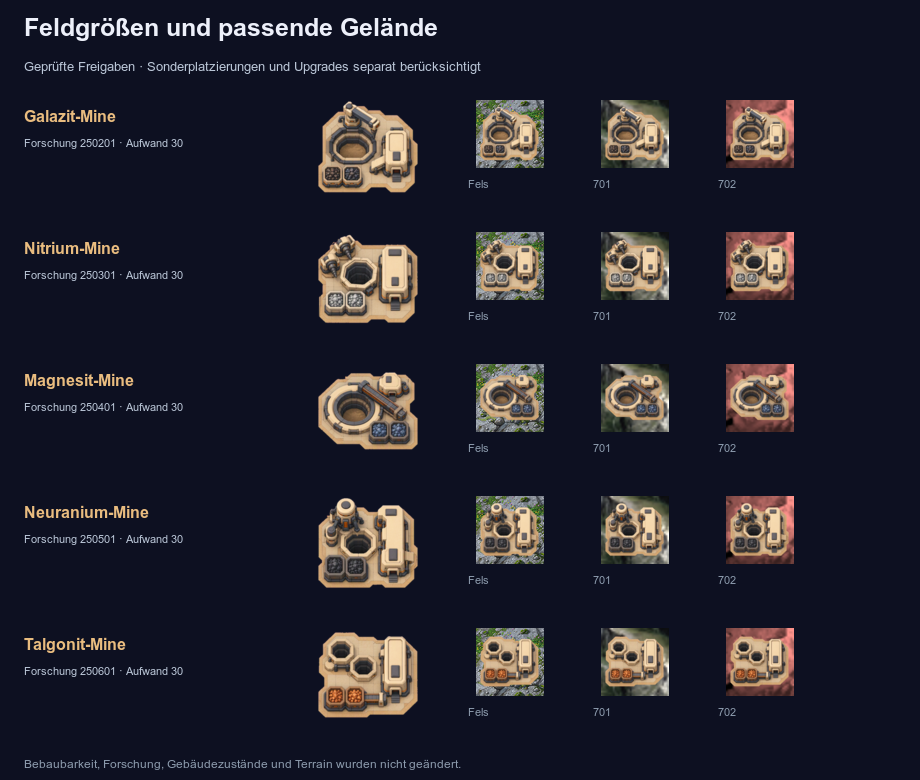 Feldgrößen und passende Gelände
Geprüfte Freigaben · Sonderplatzierungen und Upgrades separat berücksichtigt
Galazit-Mine
Forschung 250201 · Aufwand 30
Fels
701
702
Nitrium-Mine
Forschung 250301 · Aufwand 30
Fels
701
702
Magnesit-Mine
Forschung 250401 · Aufwand 30
Fels
701
702
Neuranium-Mine
Forschung 250501 · Aufwand 30
Fels
701
702
Talgonit-Mine
Forschung 250601 · Aufwand 30
Fels
701
702
Bebaubarkeit, Forschung, Gebäudezustände und Terrain wurden nicht geändert.